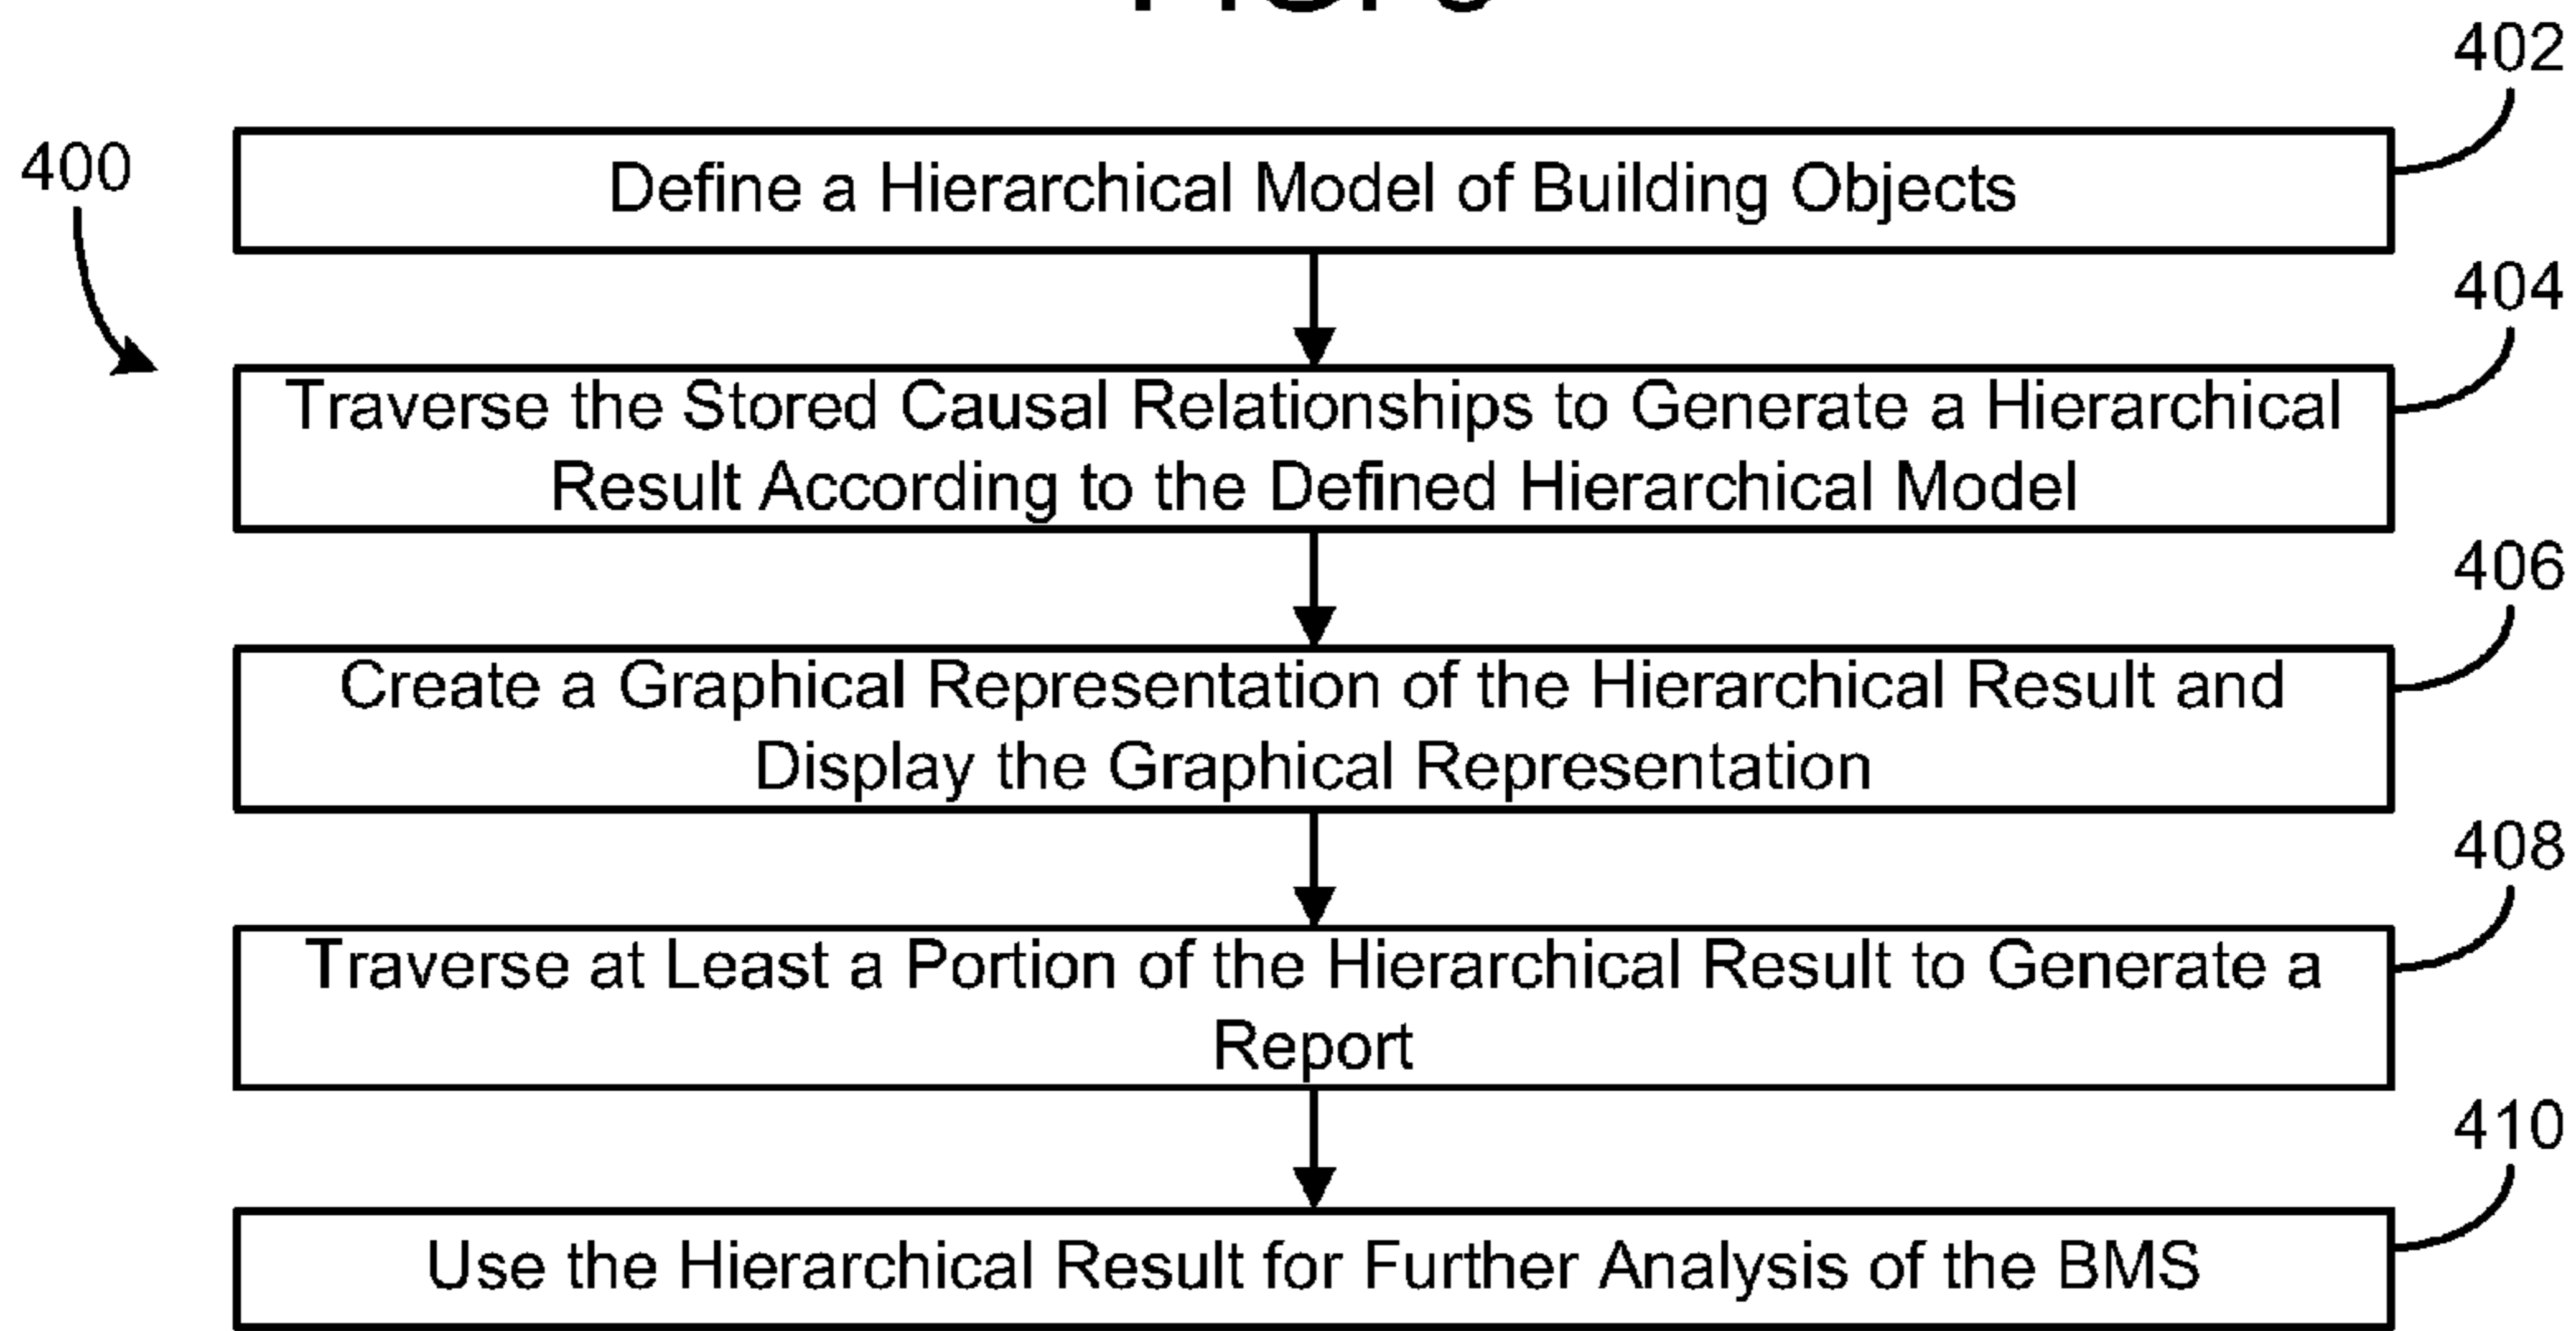 402
400
Define a Hierarchical Model of Building Objects
404
Traverse the Stored Causal Relationships to Generate a Hierarchical
Result According to the Defined Hierarchical Model
406
Create a Graphical Representation of the Hierarchical Result and
Display the Graphical Representation
408
Traverse at Least a Portion of the Hierarchical Result to Generate a
Report
410
Use the Hierarchical Result for Further Analysis of the BMS